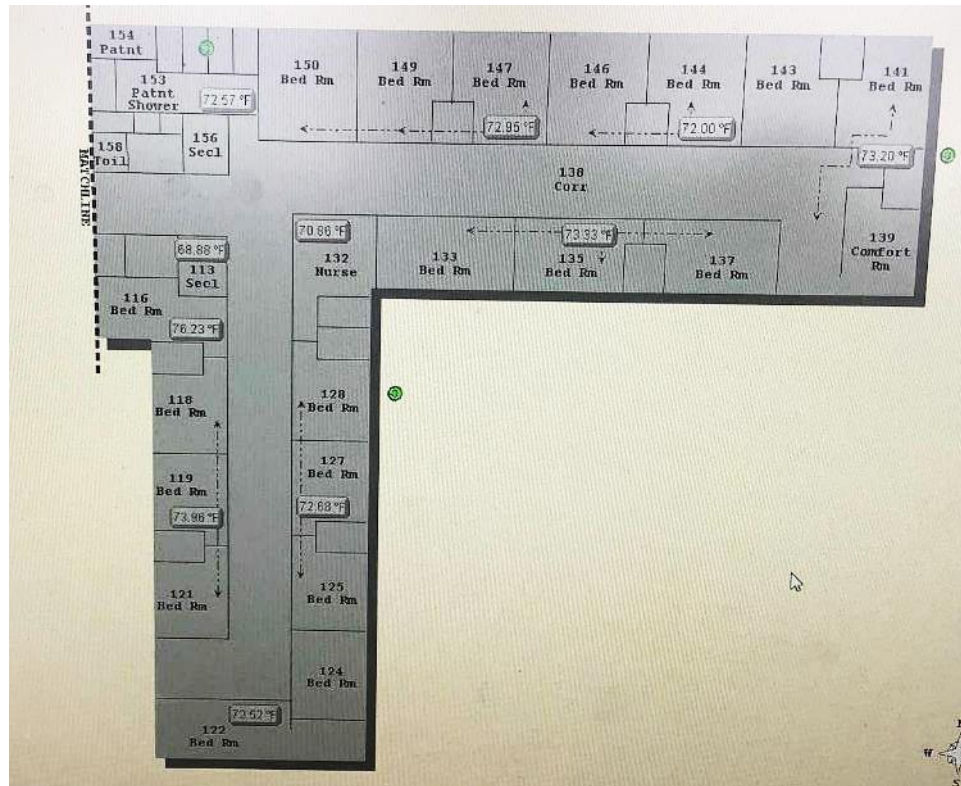 154
Patnt
153
Patnt
Shower
72.57 °F
158
Toil
156
Secl
MATCHLINE
150
Bed Rm
149
Bed Rm
147
Bed Rm
146
Bed Rm
144
Bed Rm
143
Bed Rm
141
Bed Rm
72.95 °F
72.00 °F
73.20 °F
138
Corr
70.86 °F
132
Nurse
133
Bed Rm
73.93 °F
135
Bed Rm
137
Bed Rm
139
Comfort
Rm
68.88 °F
113
Secl
116
Bed Rm
76.23 °F
118
Bed Rm
128
Bed Rm
119
Bed Rm
73.96 °F
127
Bed Rm
72.68 °F
121
Bed Rm
125
Bed Rm
124
Bed Rm
72.52 °F
122
Bed Rm
W
S